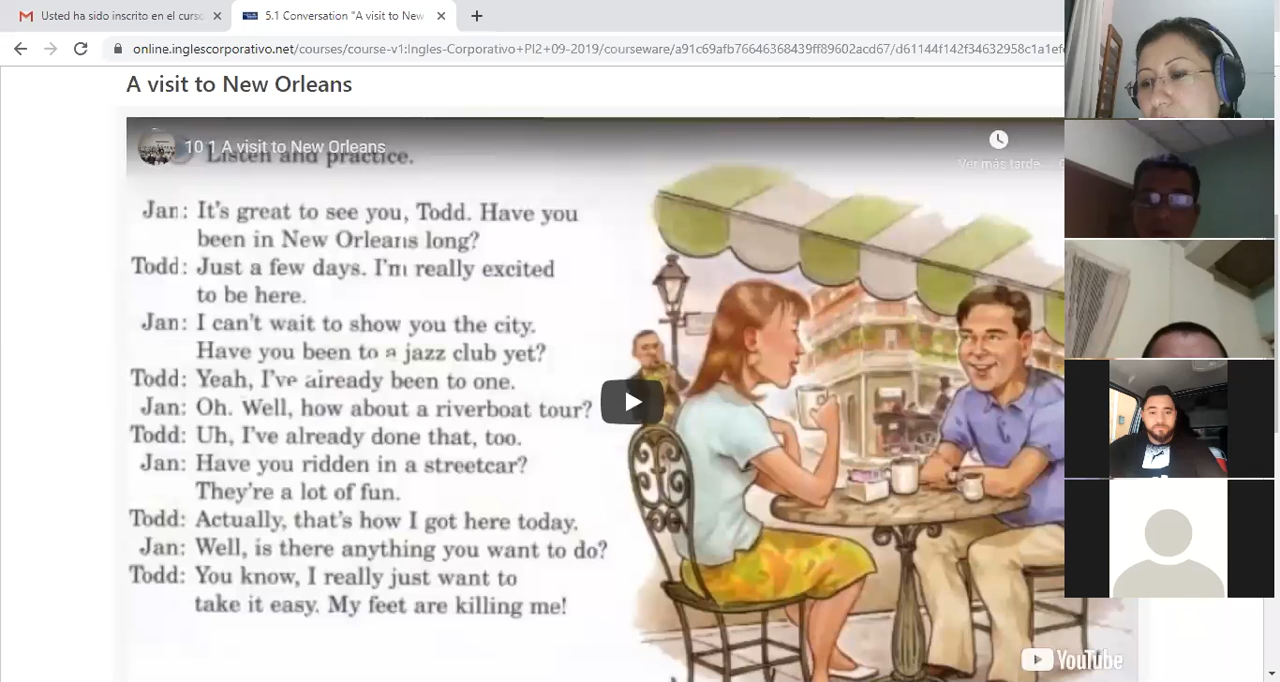 Usted ha sido inscrito en el curso
5.1 Conversation "A visit to New
online.inglescorporativo.net/courses/course-v1:Ingles-Corporativo+PI2+09-2019/courseware/a91c69afb76646368439ff89602acd67/d61144f142f34632958c1a1ef
A visit to New Orleans
10 1 A visit to New Orleans
Listen and practice.
Ver más tarde
Jan: It's great to see you, Todd. Have you
been in New Orleans long?
Todd: Just a few days. I'm really excited
to be here.
Jan: I can't wait to show you the city.
Have you been to a jazz club yet?
Todd: Yeah, I've already been to one.
Jan: Oh. Well, how about a riverboat tour?
Todd: Uh, I've already done that, too.
Jan: Have you ridden in a streetcar?
They're a lot of fun.
Todd: Actually, that's how I got here today.
Jan: Well, is there anything you want to do?
Todd: You know, I really just want to
take it easy. My feet are killing me!
YouTube